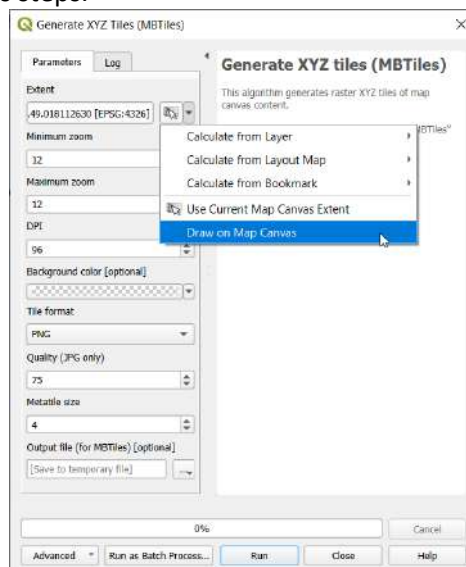 e steps.
Generate XYZ Tiles (MBTiles)
Parameters Log
Extent
,49.018112630 [EPSG:4326]
Minimum zoom
12
Maximum zoom
12
DPI
96
Background color [optional]
Tile format
PNG
Quality (JPG only)
75
Metatile size
4
Output file (for MBTiles) [optional]
[Save to temporary file]
Generate XYZ tiles (MBTiles)
This algorithm generates raster XYZ tiles of map
canvas content.
MBTiles"
Calculate from Layer
Calculate from Layout Map
Calculate from Bookmark
Use Current Map Canvas Extent
Draw on Map Canvas
0% Cancel
Advanced Run as Batch Process... Run Close Help